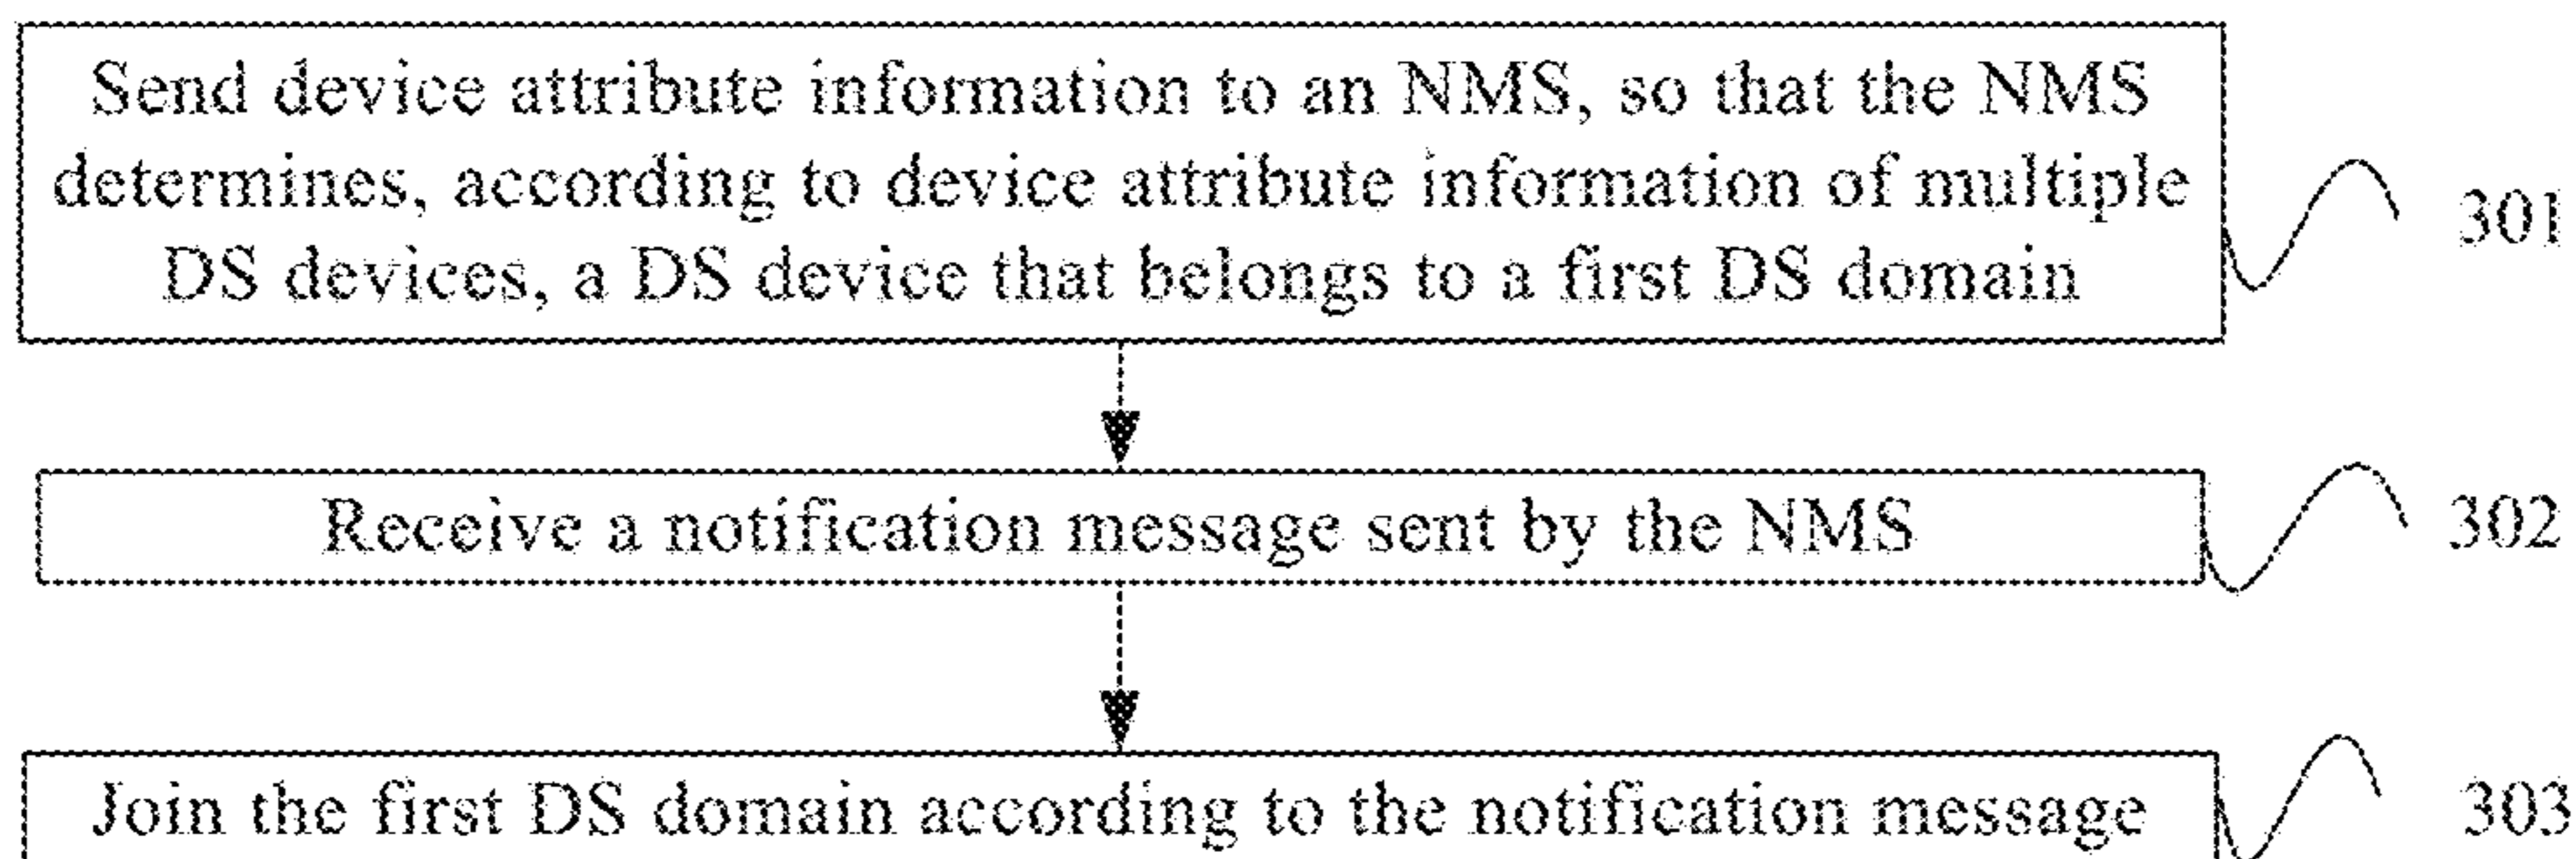 Send device attribute information to an NMS, so that the NMS
determines, according to device attribute information of multiple
DS devices, a DS device that belongs to a first DS domain
301
Receive a notification message sent by the NMS
302
Join the first DS domain according to the notification message
303